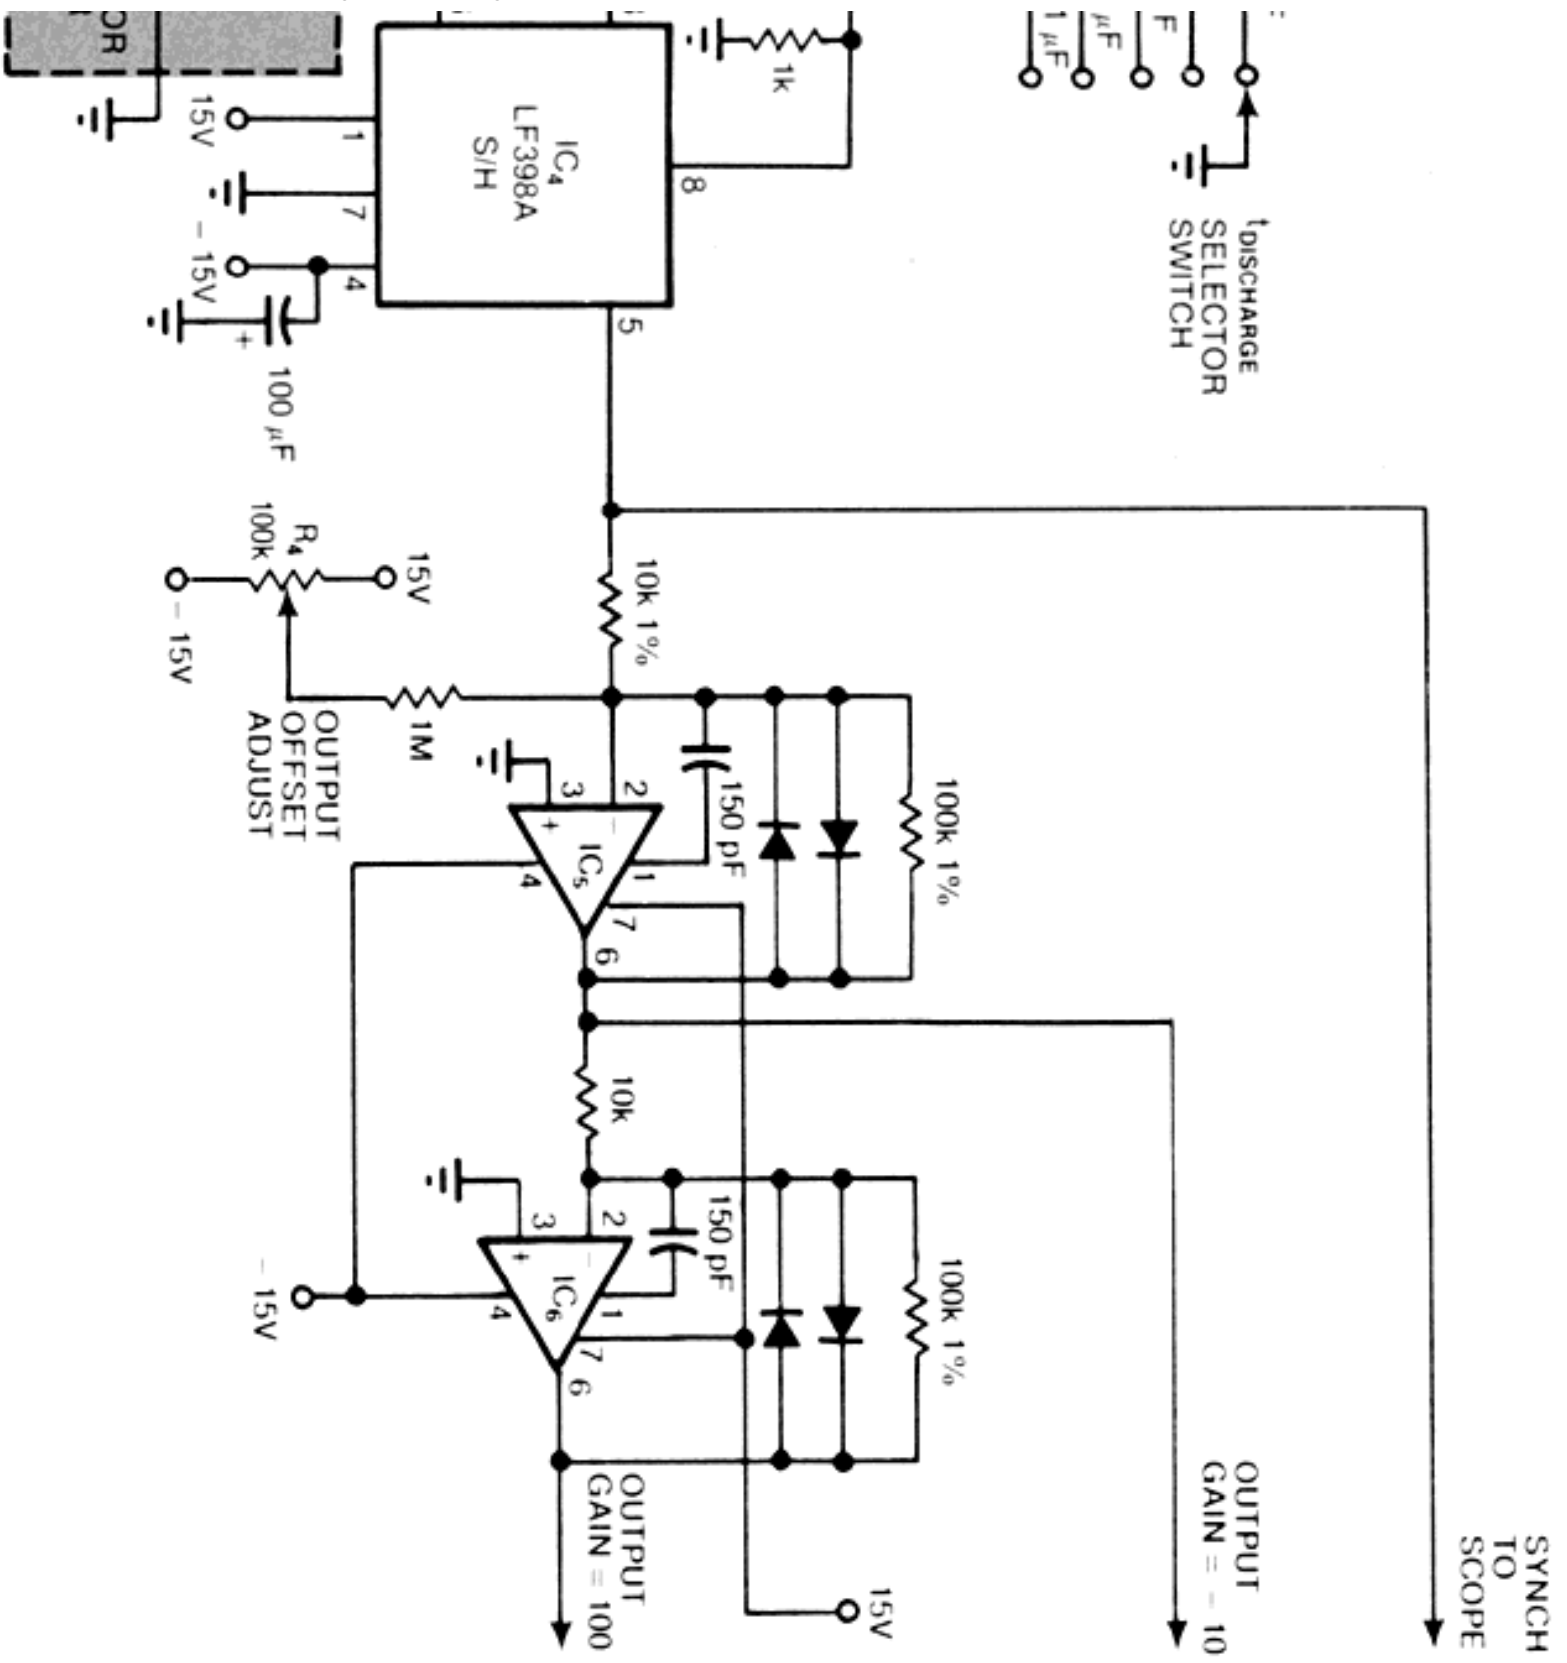 OR
15V
1
7
- 15V
4
100 µF
+
IC4
LF398A
S/H
8
5
1k
1 µF
µF
F
tDISCHARGE
SELECTOR
SWITCH
R4
100k
15V
- 15V
OUTPUT
OFFSET
ADJUST
1M
10k 1%
100k 1%
150 pF
2
3
-
+
IC5
1
4
7
6
10k
100k 1%
150 pF
2
3
-
+
IC6
1
4
7
6
- 15V
15V
OUTPUT
GAIN = 100
OUTPUT
GAIN = - 10
SYNCH
TO
SCOPE